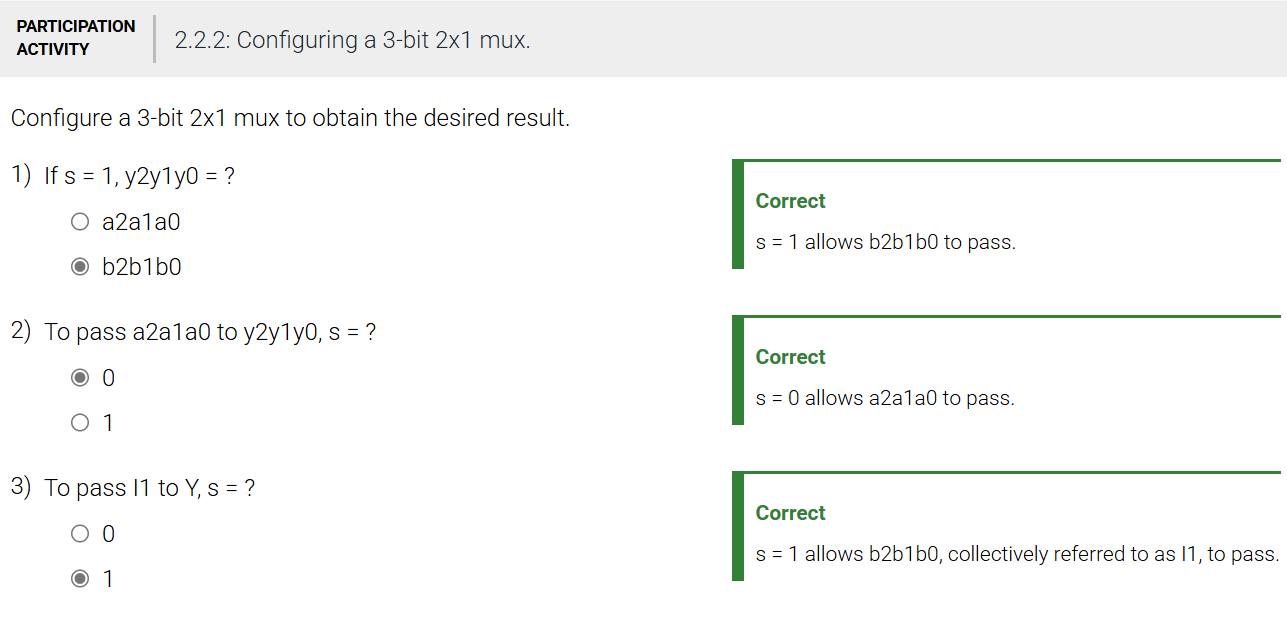 PARTICIPATION
ACTIVITY
2.2.2: Configuring a 3-bit 2x1 mux.
Configure a 3-bit 2x1 mux to obtain the desired result.
1) If s = 1, y2y1y0 = ?
a2a1a0
b2b1b0
Correct
s = 1 allows b2b1b0 to pass.
2) To pass a2a1a0 to y2y1y0, s = ?
0
1
Correct
s = 0 allows a2a1a0 to pass.
3) To pass I1 to Y, s = ?
0
1
Correct
s = 1 allows b2b1b0, collectively referred to as I1, to pass.